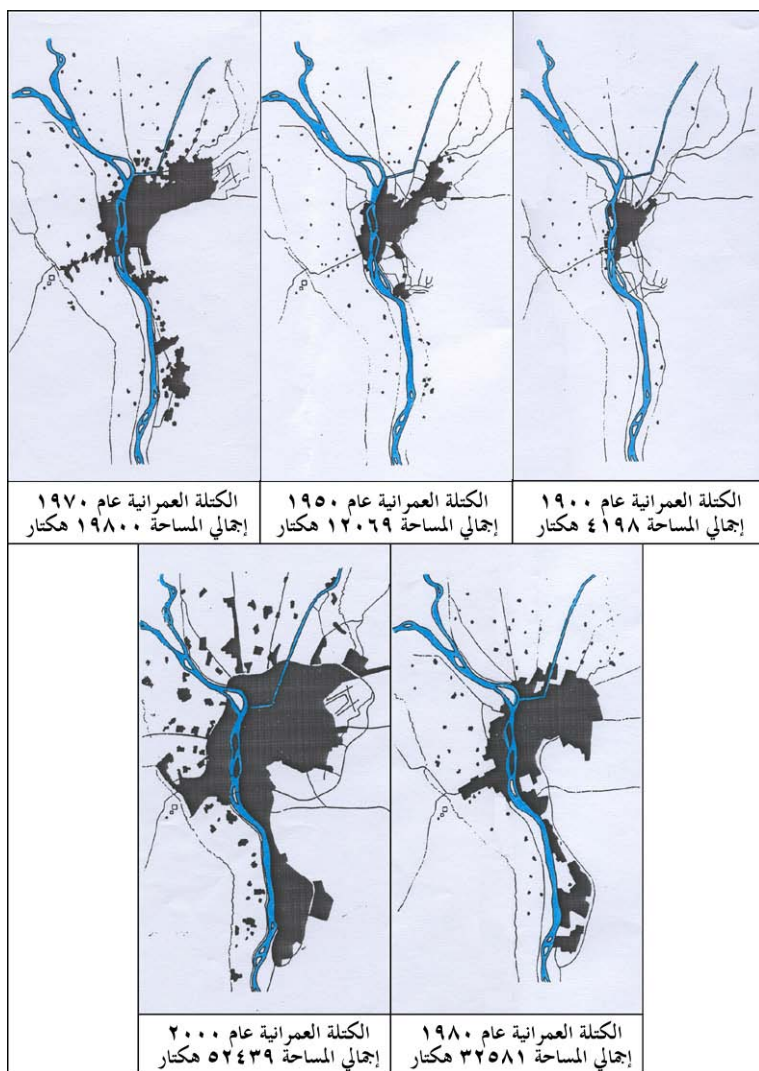 الكتلة العمرانية عام ١٩٠٠
إجمالي المساحة ٤١٩٨ هكتار
الكتلة العمرانية عام ١٩٥٠
إجمالي المساحة ١٢٠٦٩ هكتار
الكتلة العمرانية عام ١٩٧٠
إجمالي المساحة ١٩٨٠٠ هكتار
الكتلة العمرانية عام ١٩٨٠
إجمالي المساحة ٣٢٥٨١ هكتار
الكتلة العمرانية عام ٢٠٠٠
إجمالي المساحة ٥٢٤٣٩ هكتار